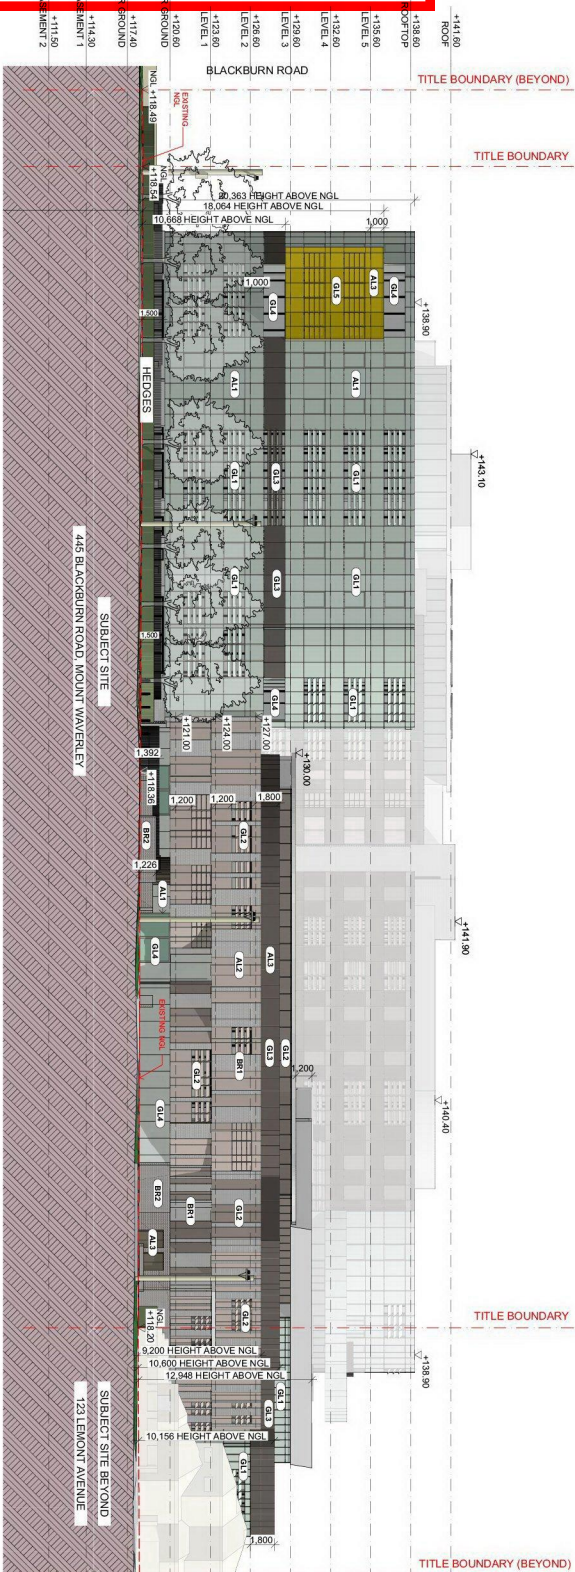 +141.60
ROOF
+138.60
ROOFTOP
+135.60
LEVEL 5
+132.60
LEVEL 4
+129.60
LEVEL 3
+126.60
LEVEL 2
+123.60
LEVEL 1
+120.60
R GROUND
+117.40
R GROUND
+114.30
SEMENT 1
+111.50
SEMENT 2
TITLE BOUNDARY (BEYOND)
TITLE BOUNDARY
TITLE BOUNDARY
TITLE BOUNDARY (BEYOND)
BLACKBURN ROAD
NGL +118.49
EXISTING
NGL
NGL
+118.54
20,363 HEIGHT ABOVE NGL
18,064 HEIGHT ABOVE NGL
10,668 HEIGHT ABOVE NGL
1,000
+138.90
+143.10
+141.90
+140.40
+138.90
GL4
AL3
GL5
1,000
GL4
AL1
AL1
GL1
GL3
GL1
GL1
GL3
GL1
GL1
GL4
1,500
HEDGES
1,500
+127.00
+124.00
+121.00
+130.00
1,392
+118.36
1,200
1,200
1,800
GL2
BR2
1,226
AL1
GL4
AL3
AL2
GL2
GL3
BR1
GL2
1,200
EXISTING NGL
GL4
BR2
BR1
GL2
AL3
GL2
NGL
+118.20
9,200 HEIGHT ABOVE NGL
10,600 HEIGHT ABOVE NGL
12,948 HEIGHT ABOVE NGL
10,156 HEIGHT ABOVE NGL
GL1
GL3
GL1
1,800
SUBJECT SITE
445 BLACKBURN ROAD, MOUNT WAVERLEY
SUBJECT SITE BEYOND
123 LEMONT AVENUE